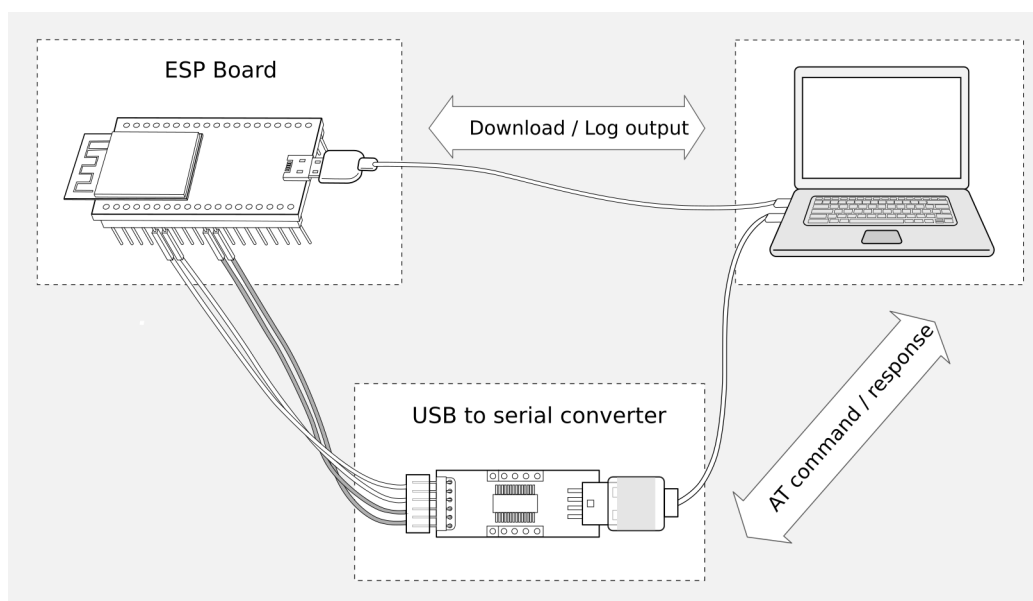 ESP Board
Download / Log output
USB to serial converter
AT command / response